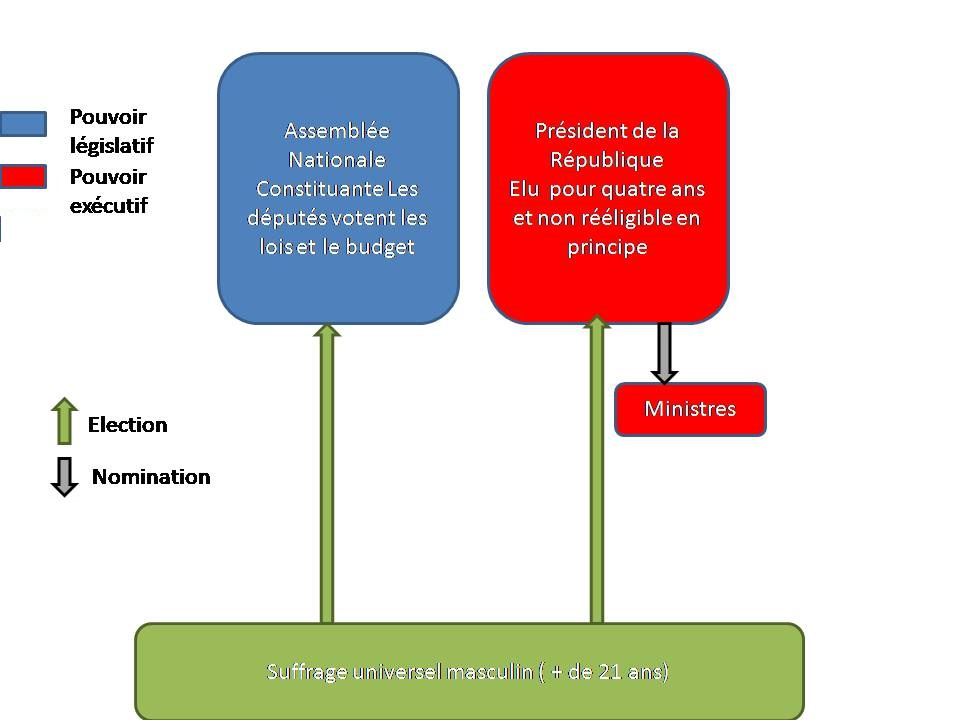 Pouvoir
législatif
Pouvoir
exécutif
Assemblée
Nationale
Constituante Les
députés votent les
lois et le budget
Président de la
République
Elu pour quatre ans
et non rééligible en
principe
Ministres
Election
Nomination
Suffrage universel masculin ( + de 21 ans)